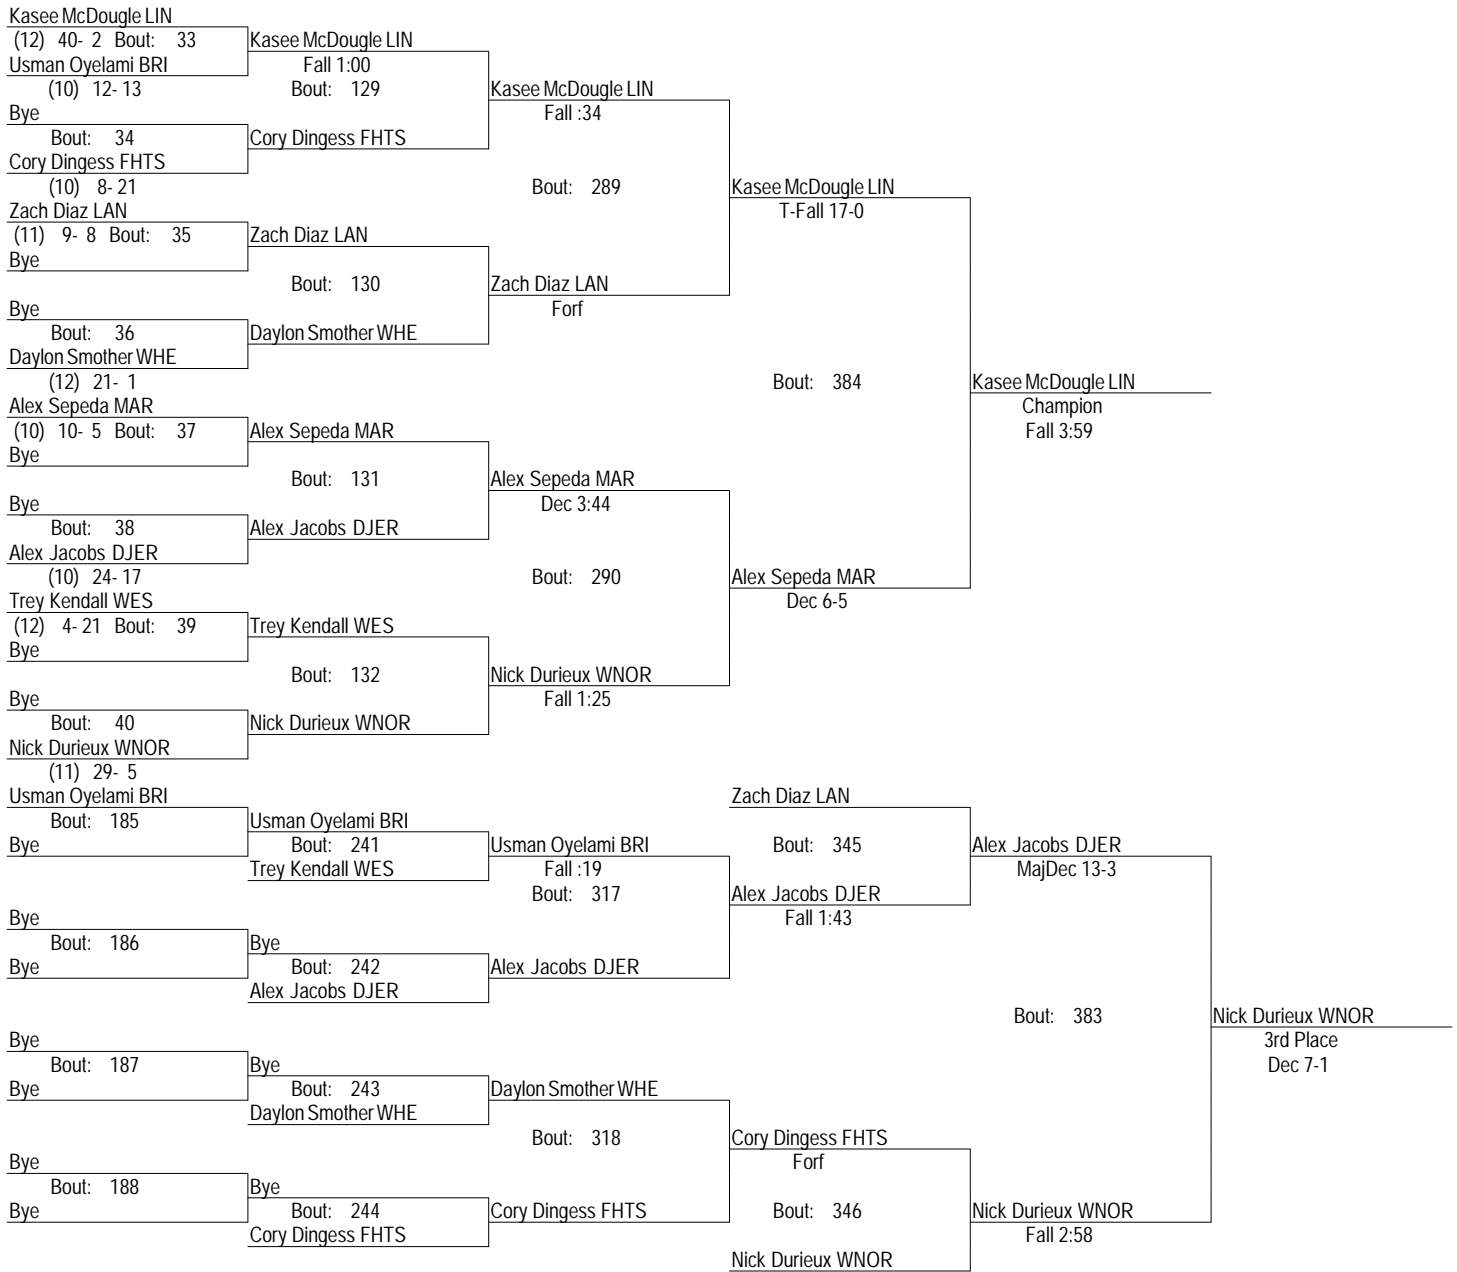 Kasee McDougle LIN
(12) 40- 2 Bout: 33
Kasee McDougle LIN
Usman Oyelami BRI
Fall 1:00
(10) 12- 13
Bout: 129
Kasee McDougle LIN
Bye
Fall :34
Bout: 34
Cory Dingess FHTS
Cory Dingess FHTS
(10) 8- 21
Bout: 289
Kasee McDougle LIN
Zach Diaz LAN
T-Fall 17-0
(11) 9- 8 Bout: 35
Zach Diaz LAN
Bye
Bout: 130
Zach Diaz LAN
Bye
Forf
Bout: 36
Daylon Smother WHE
Daylon Smother WHE
(12) 21- 1
Bout: 384
Kasee McDougle LIN
Alex Sepeda MAR
Champion
(10) 10- 5 Bout: 37
Alex Sepeda MAR
Fall 3:59
Bye
Bout: 131
Alex Sepeda MAR
Bye
Dec 3:44
Bout: 38
Alex Jacobs DJER
Alex Jacobs DJER
(10) 24- 17
Bout: 290
Alex Sepeda MAR
Trey Kendall WES
Dec 6-5
(12) 4- 21 Bout: 39
Trey Kendall WES
Bye
Bout: 132
Nick Durieux WNOR
Bye
Fall 1:25
Bout: 40
Nick Durieux WNOR
Nick Durieux WNOR
(11) 29- 5
Usman Oyelami BRI
Zach Diaz LAN
Bout: 185
Usman Oyelami BRI
Bye
Bout: 241
Usman Oyelami BRI
Bout: 345
Alex Jacobs DJER
Trey Kendall WES
Fall :19
MajDec 13-3
Bout: 317
Alex Jacobs DJER
Bye
Fall 1:43
Bout: 186
Bye
Bye
Bout: 242
Alex Jacobs DJER
Alex Jacobs DJER
Bout: 383
Nick Durieux WNOR
Bye
3rd Place
Bout: 187
Bye
Dec 7-1
Bye
Bout: 243
Daylon Smother WHE
Daylon Smother WHE
Bout: 318
Cory Dingess FHTS
Bye
Forf
Bout: 188
Bye
Bye
Bout: 244
Cory Dingess FHTS
Bout: 346
Nick Durieux WNOR
Cory Dingess FHTS
Fall 2:58
Nick Durieux WNOR